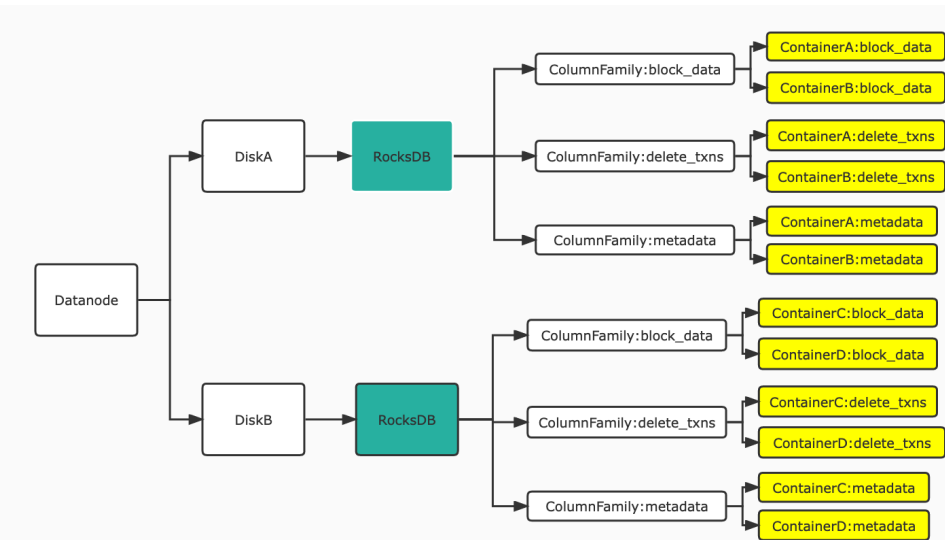 Datanode
DiskA
RocksDB
ColumnFamily:block_data
ContainerA:block_data
ContainerB:block_data
ColumnFamily:delete_txns
ContainerA:delete_txns
ContainerB:delete_txns
ColumnFamily:metadata
ContainerA:metadata
ContainerB:metadata
DiskB
RocksDB
ColumnFamily:block_data
ContainerC:block_data
ContainerD:block_data
ColumnFamily:delete_txns
ContainerC:delete_txns
ContainerD:delete_txns
ColumnFamily:metadata
ContainerC:metadata
ContainerD:metadata